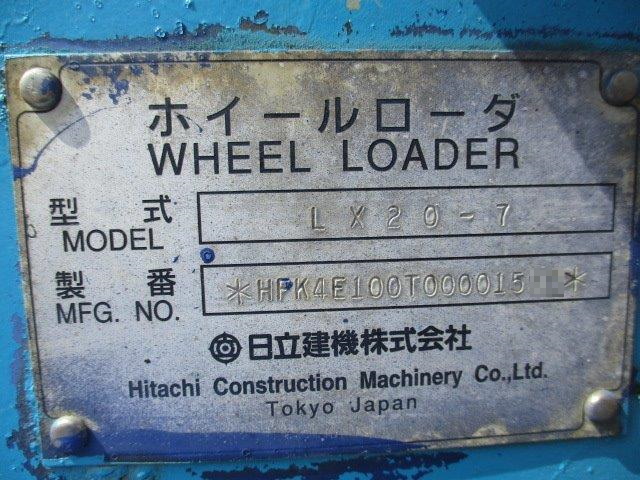 ホイールローダ
WHEEL LOADER
型式 LX20-7
MODEL
製番 *HFK4E100T000015 *
MFG. NO.
日立建機株式会社
Hitachi Construction Machinery Co.,Ltd.
Tokyo Japan